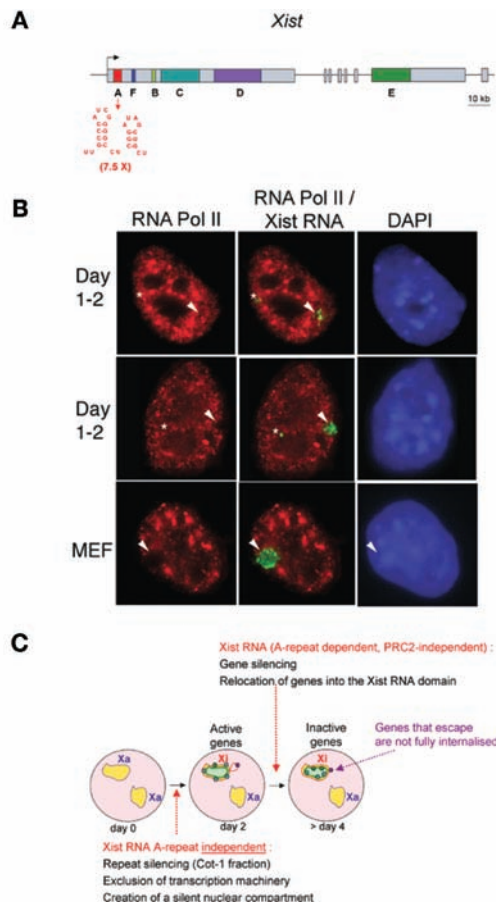 A
Xist
A F B C D E
10 kb
(7.5 X)
B
RNA Pol II
RNA Pol II /
Xist RNA
DAPI
Day
1-2
Day
1-2
MEF
C
Xist RNA (A-repeat dependent, PRC2-independent) :
Gene silencing
Relocation of genes into the Xist RNA domain
Active
genes
Inactive
genes
Genes that escape
are not fully internalised
Xa
Xi
Xi
Xa
Xa
Xa
day 0
day 2
> day 4
Xist RNA A-repeat independent :
Repeat silencing (Cot-1 fraction)
Exclusion of transcription machinery
Creation of a silent nuclear compartment